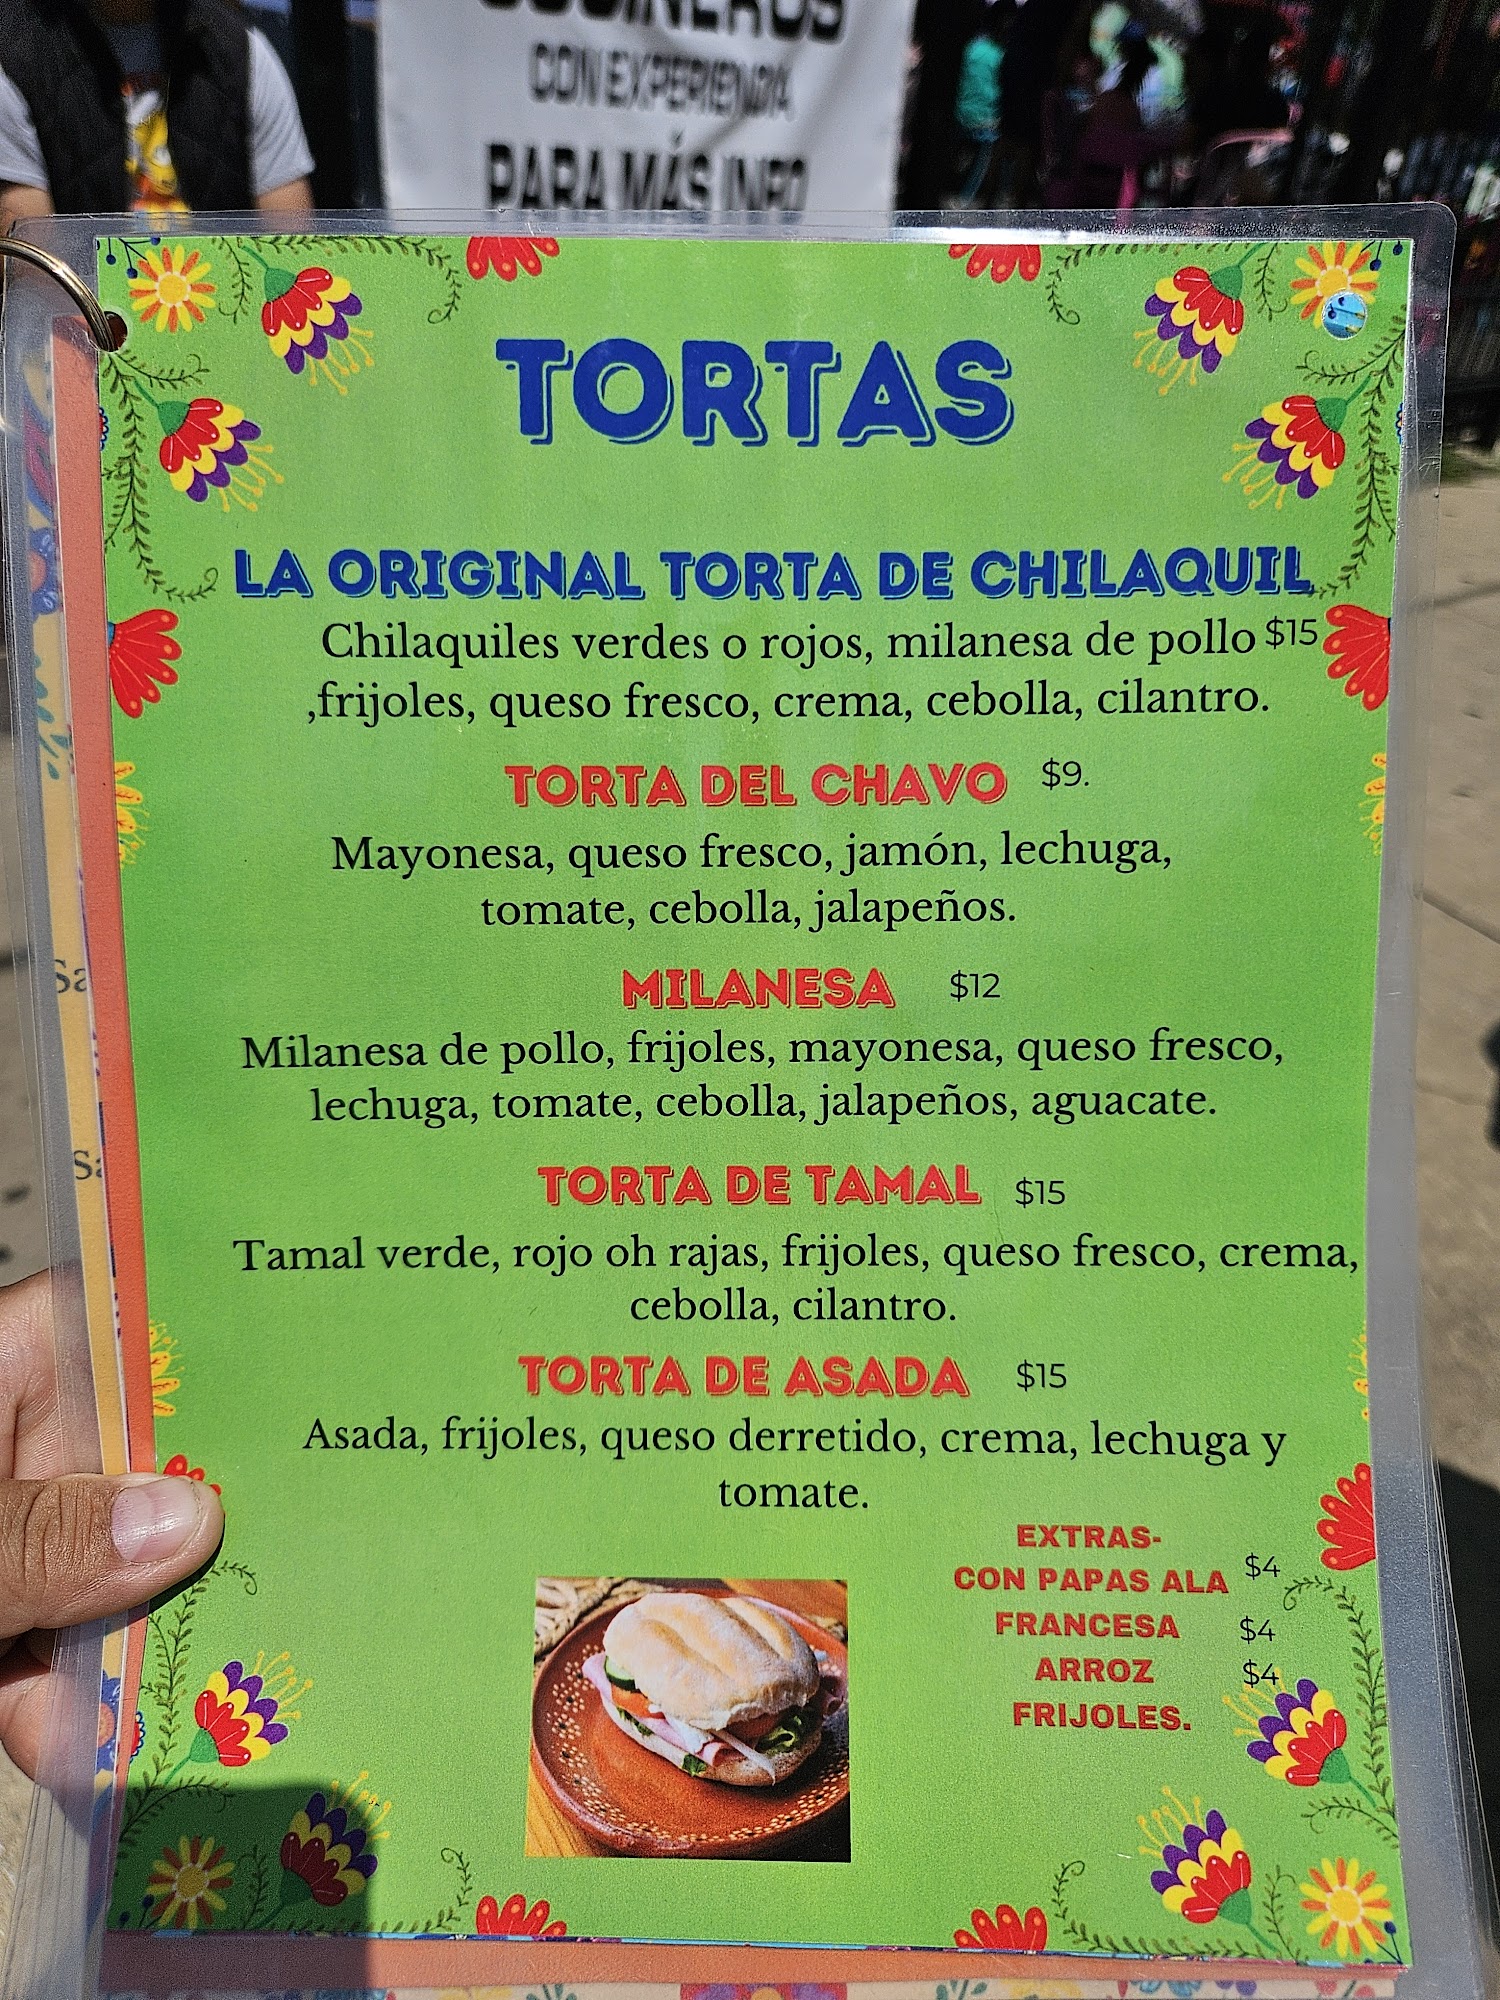 CON EXPERIENCIA
PARA MÁS INFO
TORTAS
LA ORIGINAL TORTA DE CHILAQUIL
Chilaquiles verdes o rojos, milanesa de pollo $15
,frijoles, queso fresco, crema, cebolla, cilantro.
TORTA DEL CHAVO $9.
Mayonesa, queso fresco, jamón, lechuga,
tomate, cebolla, jalapeños.
MILANESA $12
Milanesa de pollo, frijoles, mayonesa, queso fresco,
lechuga, tomate, cebolla, jalapeños, aguacate.
TORTA DE TAMAL $15
Tamal verde, rojo oh rajas, frijoles, queso fresco, crema,
cebolla, cilantro.
TORTA DE ASADA $15
Asada, frijoles, queso derretido, crema, lechuga y
tomate.
EXTRAS-
CON PAPAS ALA $4
FRANCESA $4
ARROZ $4
FRIJOLES.